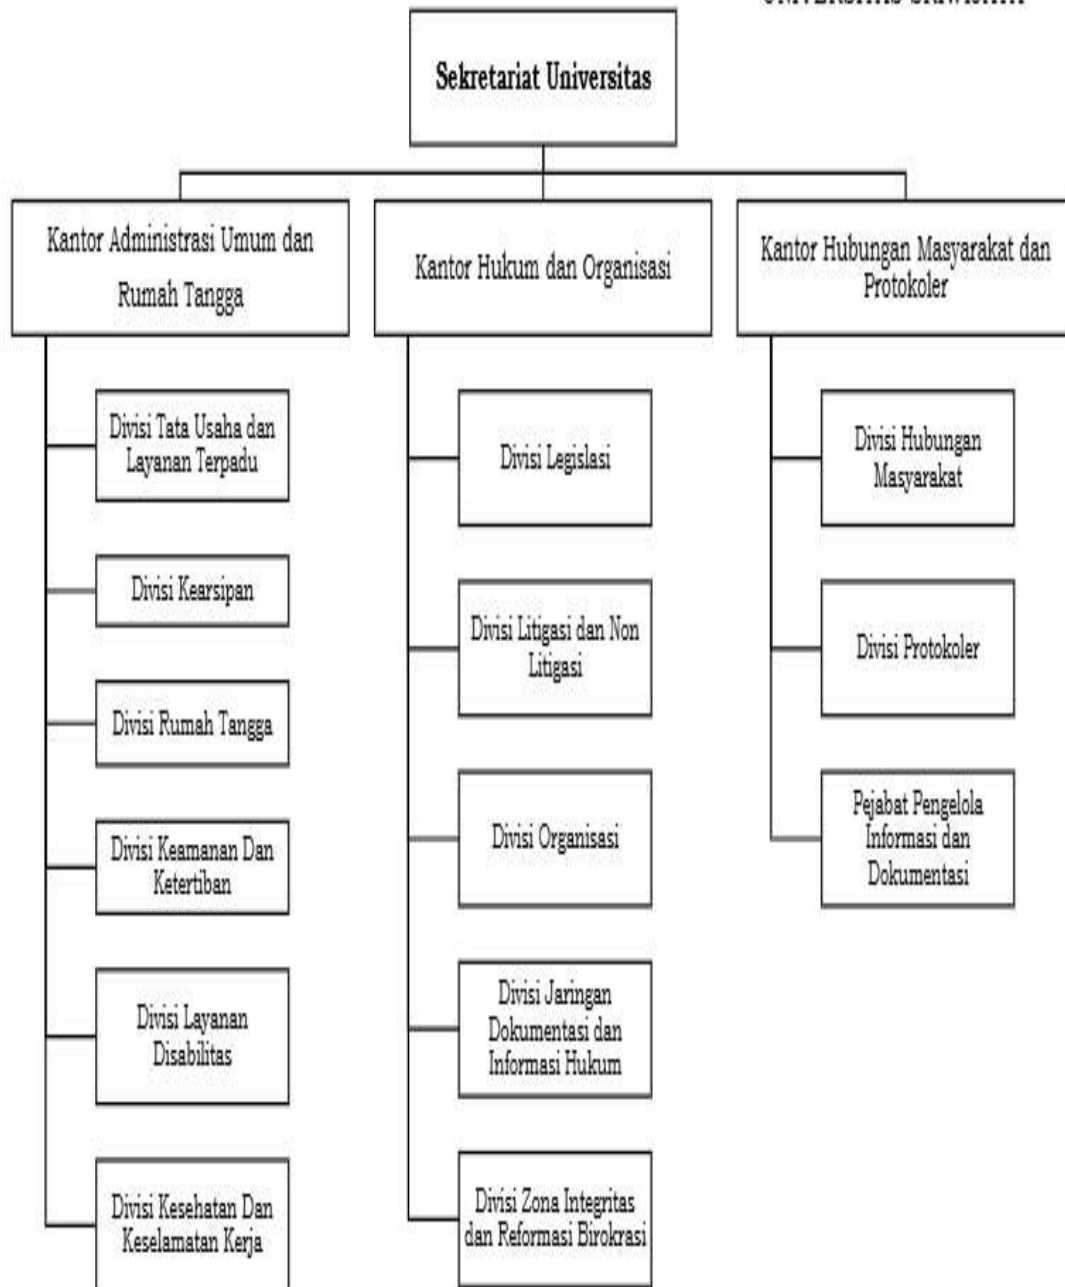 Sekretariat Universitas
Kantor Administrasi Umum dan
Rumah Tangga
Kantor Hukum dan Organisasi
Kantor Hubungan Masyarakat dan
Protokoler
Divisi Tata Usaha dan
Layanan Terpadu
Divisi Kearsipan
Divisi Rumah Tangga
Divisi Keamanan Dan
Ketertiban
Divisi Layanan
Disabilitas
Divisi Kesehatan Dan
Keselamatan Kerja
Divisi Legislasi
Divisi Litigasi dan Non
Litigasi
Divisi Organisasi
Divisi Jaringan
Dokumentasi dan
Informasi Hukum
Divisi Zona Integritas
dan Reformasi Birokrasi
Divisi Hubungan
Masyarakat
Divisi Protokoler
Pejabat Pengelola
Informasi dan
Dokumentasi